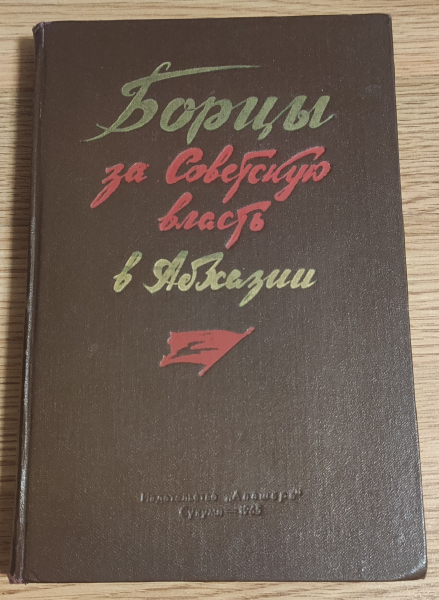 Борцы
за Советскую
власть
в Абхазии
Издательство „Алашара"
Сухуми—1965